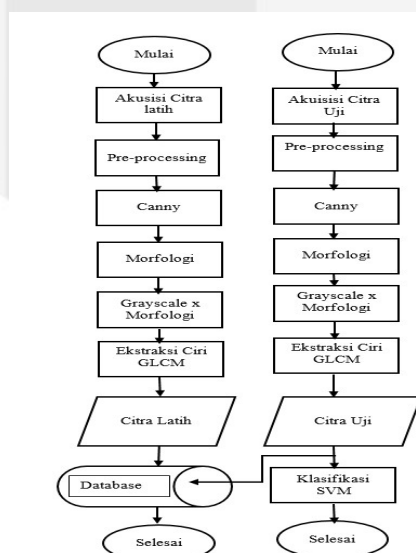 Mulai
Akusisi Citra
latih
Pre-processing
Canny
Morfologi
Grayscale x
Morfologi
Ekstraksi Ciri
GLCM
Citra Latih
Database
Selesai
Mulai
Akuisisi Citra
Uji
Pre-processing
Canny
Morfologi
Grayscale x
Morfologi
Ekstraksi Ciri
GLCM
Citra Uji
Klasifikasi
SVM
Selesai